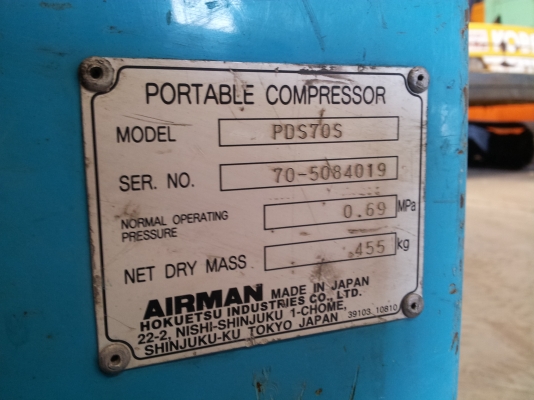 PORTABLE COMPRESSOR
MODEL PDS70S
SER. NO. 70-5084019
NORMAL OPERATING
PRESSURE 0.69 MPa
NET DRY MASS 455 kg
AIRMAN MADE IN JAPAN
HOKUETSU INDUSTRIES CO., LTD.
22-2, NISHI-SHINJUKU 1-CHOME,
SHINJUKU-KU TOKYO JAPAN 39103 10810